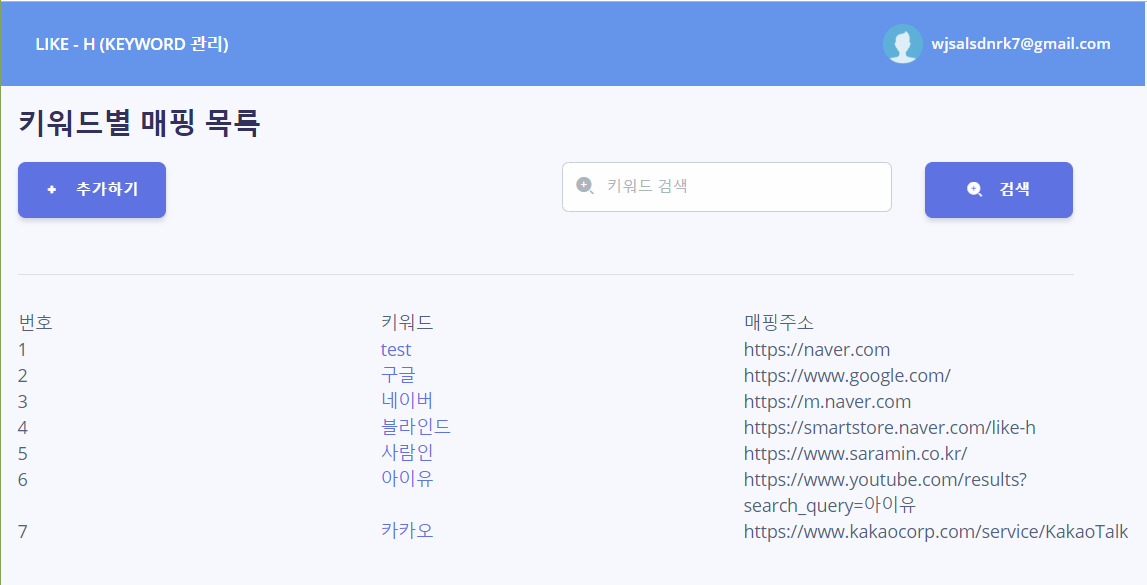 LIKE - H (KEYWORD 관리)
wjsalsdnrk7@gmail.com
키워드별 매핑 목록
추가하기
키워드 검색
검색
번호 키워드 매핑주소
1 test https://naver.com
2 구글 https://www.google.com/
3 네이버 https://m.naver.com
4 블라인드 https://smartstore.naver.com/like-h
5 사람인 https://www.saramin.co.kr/
6 아이유 https://www.youtube.com/results?
search_query=아이유
7 카카오 https://www.kakaocorp.com/service/KakaoTalk